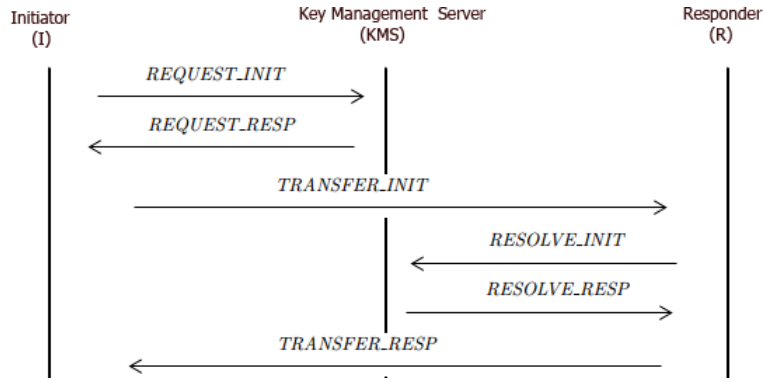 Initiator
(I)
Key Management Server
(KMS)
Responder
(R)
REQUEST_INIT
REQUEST_RESP
TRANSFER_INIT
RESOLVE_INIT
RESOLVE_RESP
TRANSFER_RESP